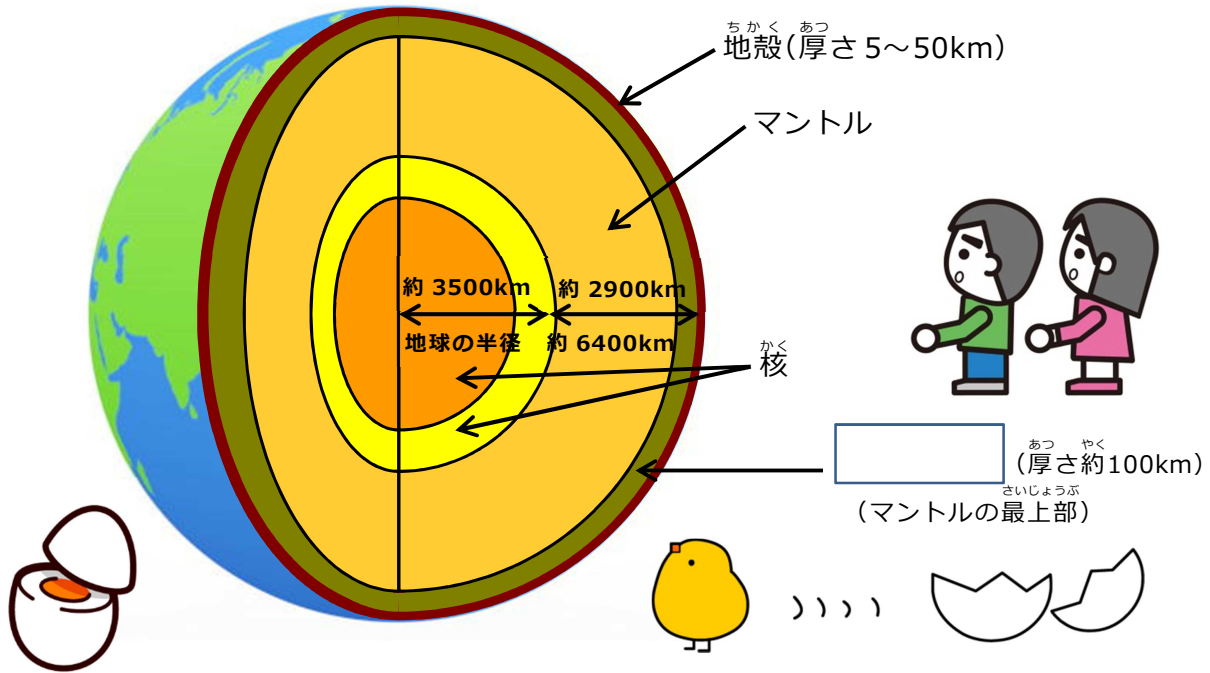 ちかく あつ
地殻(厚さ5～50km)
マントル
約 3500km
約 2900km
地球の半径 約 6400km
かく
核
あつ やく
(厚さ約100km)
さいじょうぶ
(マントルの最上部)